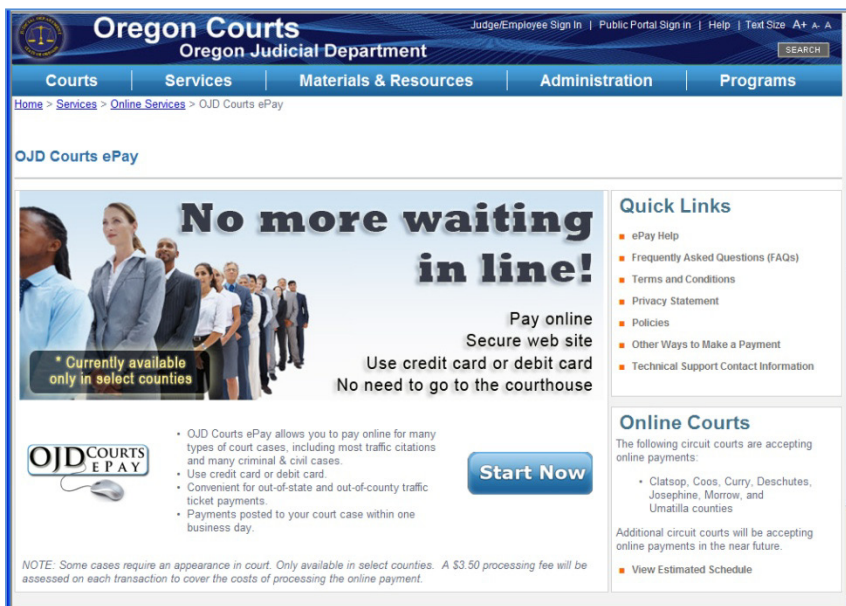 Oregon Courts
Oregon Judicial Department
Judge/Employee Sign In | Public Portal Sign in | Help | Text Size A+ A- A
SEARCH
Courts Services Materials & Resources Administration Programs
Home > Services > Online Services > OJD Courts ePay
OJD Courts ePay
No more waiting
in line!
Pay online
Secure web site
Use credit card or debit card
No need to go to the courthouse
* Currently available
only in select counties
OJD COURTS
EPAY
• OJD Courts ePay allows you to pay online for many
types of court cases, including most traffic citations
and many criminal & civil cases.
• Use credit card or debit card.
• Convenient for out-of-state and out-of-county traffic
ticket payments.
• Payments posted to your court case within one
business day.
Start Now
NOTE: Some cases require an appearance in court. Only available in select counties. A $3.50 processing fee will be
assessed on each transaction to cover the costs of processing the online payment.
Quick Links
ePay Help
Frequently Asked Questions (FAQs)
Terms and Conditions
Privacy Statement
Policies
Other Ways to Make a Payment
Technical Support Contact Information
Online Courts
The following circuit courts are accepting
online payments:
• Clatsop, Coos, Curry, Deschutes,
Josephine, Morrow, and
Umatilla counties
Additional circuit courts will be accepting
online payments in the near future.
View Estimated Schedule